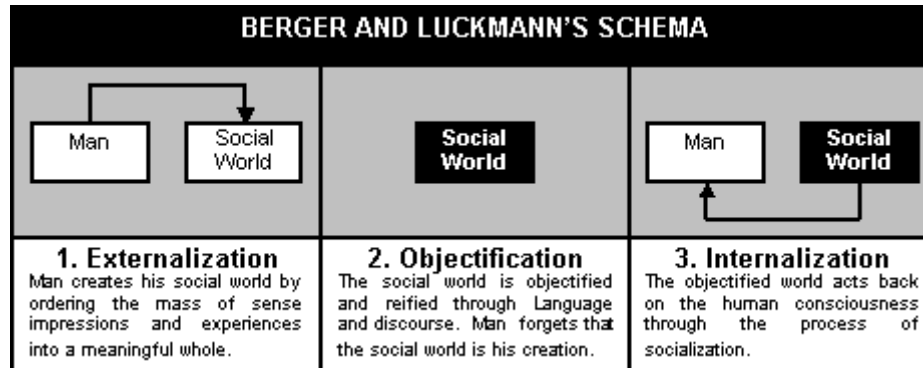 BERGER AND LUCKMANN'S SCHEMA
Man
Social
World
Social
World
Man
Social
World
1. Externalization
Man creates his social world by
ordering the mass of sense
impressions and experiences
into a meaningful whole.
2. Objectification
The social world is objectified
and reified through Language
and discourse. Man forgets that
the social world is his creation.
3. Internalization
The objectified world acts back
on the human consciousness
through the process of
socialization.